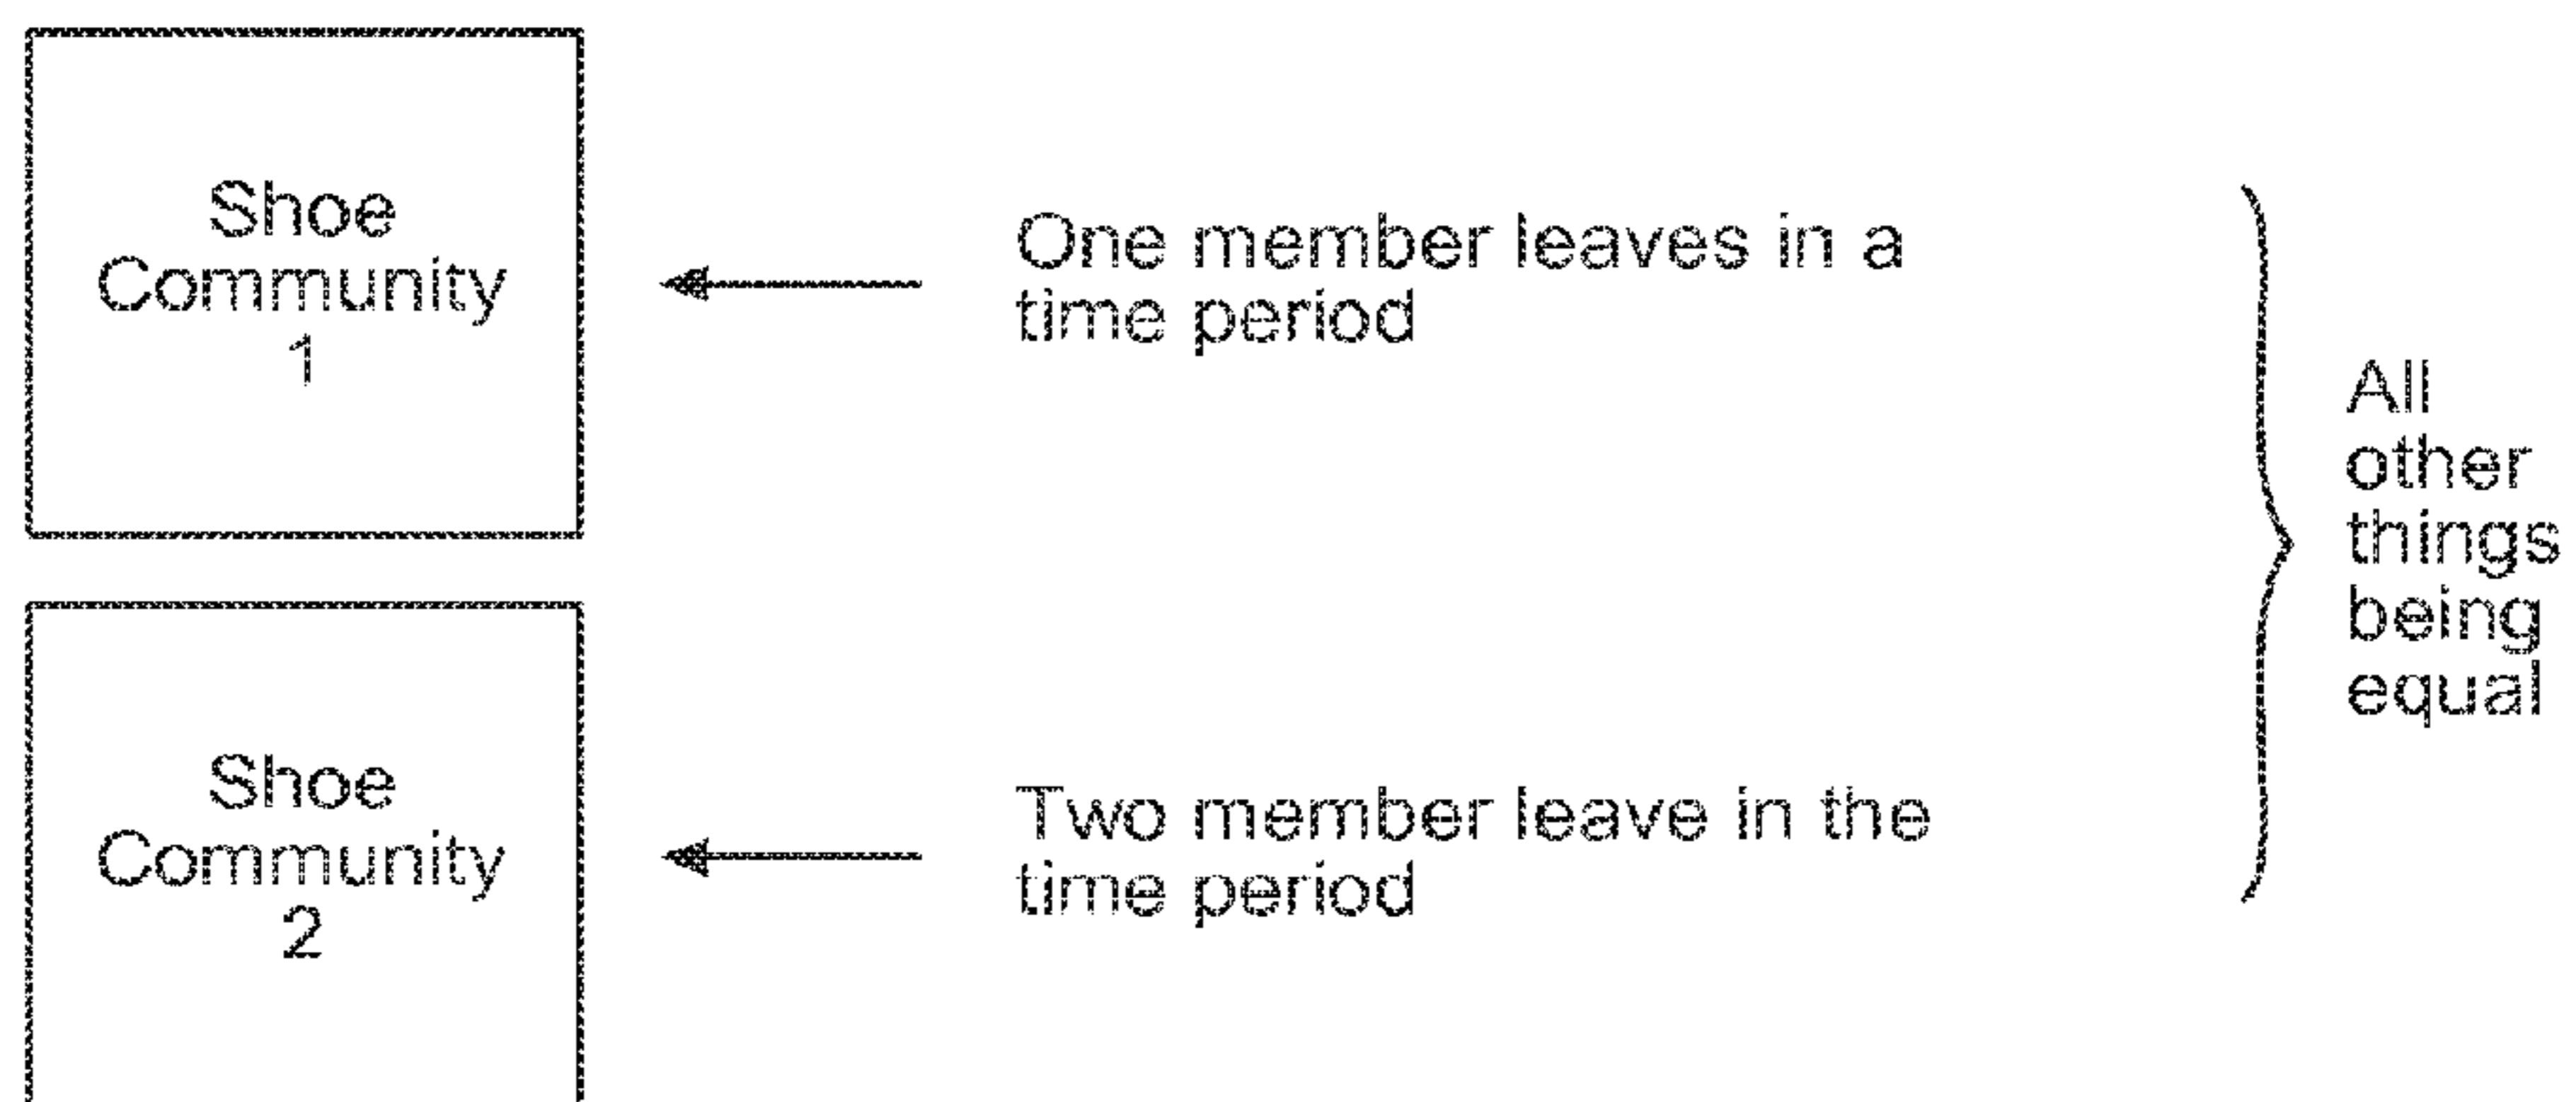 Shoe
Community
1
One member leaves in a
time period
Shoe
Community
2
Two member leave in the
time period
All
other
things
being
equal